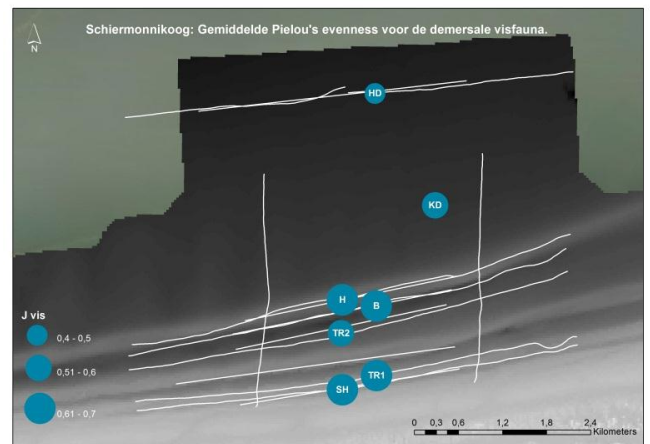 Schiermonnikoog: Gemiddelde Pielou's evenness voor de demersale visfauna.
N
HD
KD
H
B
TR2
TR1
SH
J vis
0,4 - 0,5
0,51 - 0,6
0,61 - 0.7
0 0,3 0,6 1,2 1,8 2,4
Kilometers